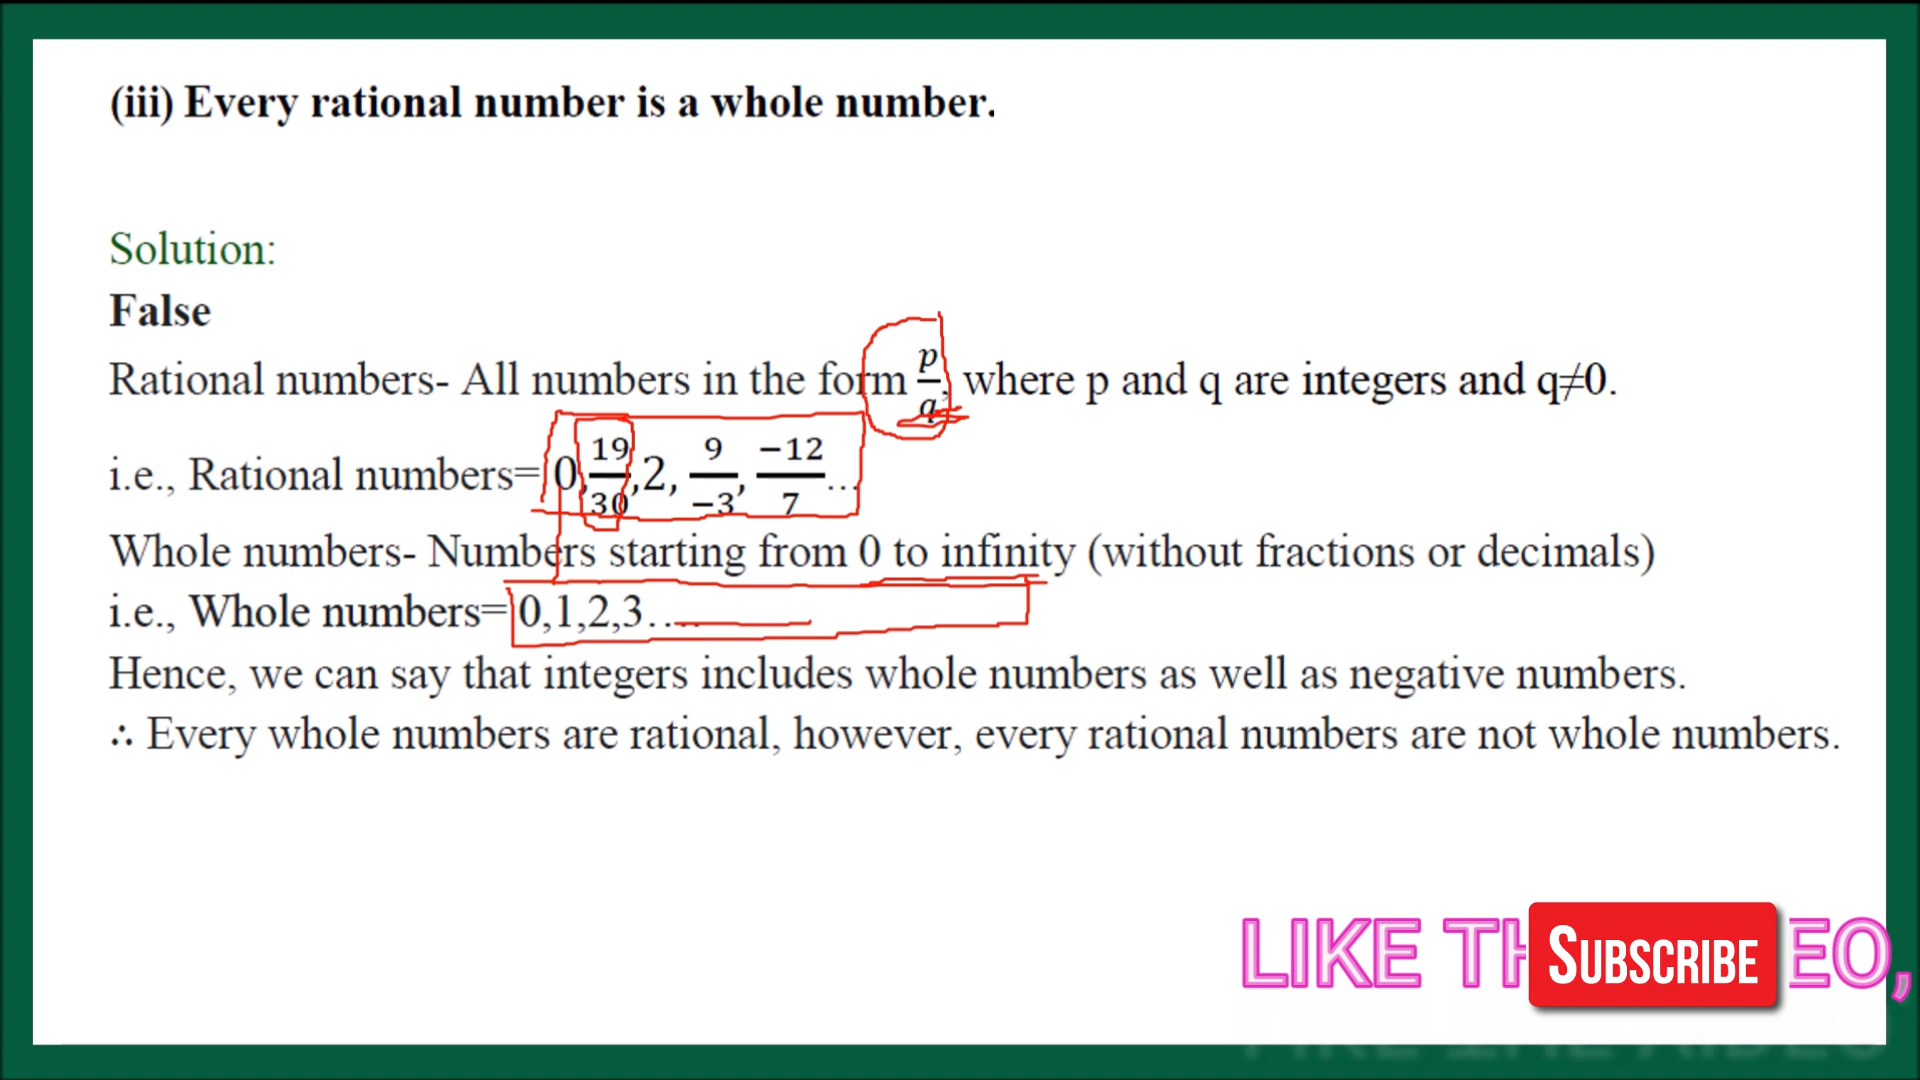 (iii) Every rational number is a whole number.
Solution:
False
Rational numbers- All numbers in the form p/q, where p and q are integers and q≠0.
i.e., Rational numbers= 0, 19/30, 2, 9/−3, −12/7 ...
Whole numbers- Numbers starting from 0 to infinity (without fractions or decimals)
i.e., Whole numbers= 0,1,2,3....
Hence, we can say that integers includes whole numbers as well as negative numbers.
∴ Every whole numbers are rational, however, every rational numbers are not whole numbers.
LIKE TH EO,
SUBSCRIBE